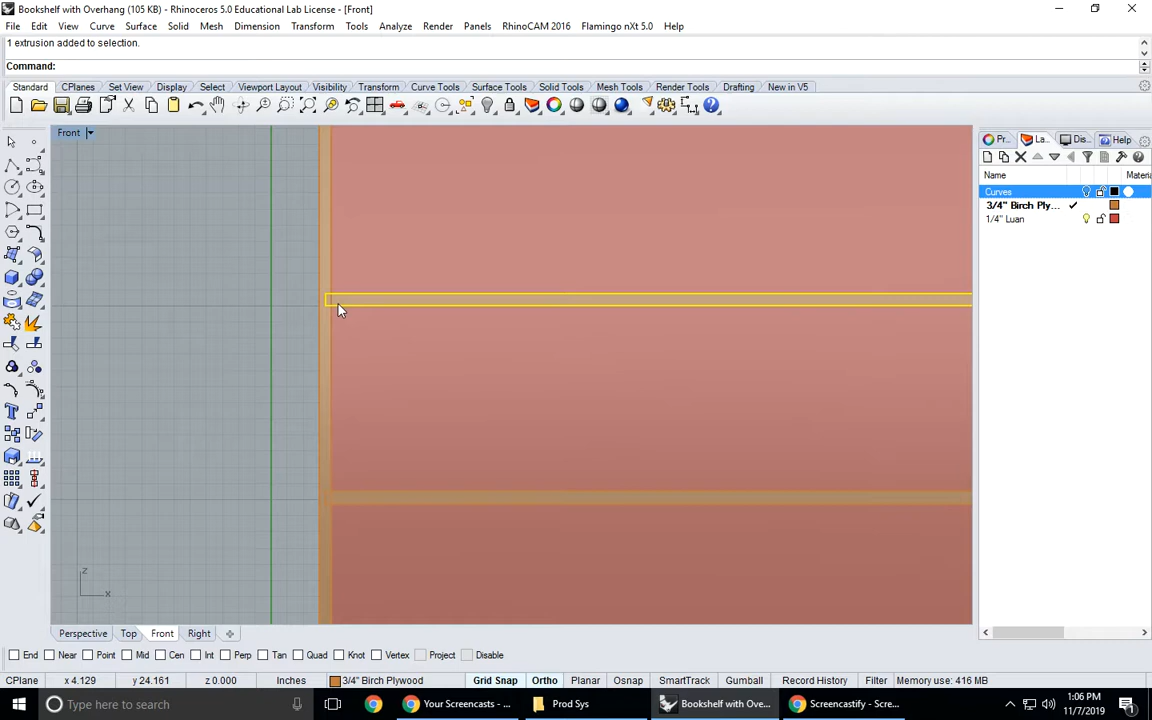 Bookshelf with Overhang (105 KB) - Rhinoceros 5.0 Educational Lab License - [Front]
File Edit View Curve Surface Solid Mesh Dimension Transform Tools Analyze Render Panels RhinoCAM 2016 Flamingo nXt 5.0 Help
1 extrusion added to selection.
Command:
Standard CPlanes Set View Display Select Viewport Layout Visibility Transform Curve Tools Surface Tools Solid Tools Mesh Tools Render Tools Drafting New in V5
Front
Pr... La... Dis... Help
Name Materi
Curves
3/4" Birch Ply...
1/4" Luan
z
x
Perspective Top Front Right
End Near Point Mid Cen Int Perp Tan Quad Knot Vertex Project Disable
CPlane x 4.129 y 24.161 z 0.000 Inches 3/4" Birch Plywood Grid Snap Ortho Planar Osnap SmartTrack Gumball Record History Filter Memory use: 416 MB
Type here to search Your Screencasts - ... Prod Sys Bookshelf with Ove... Screencastify - Scre... 1:06 PM
11/7/2019
1